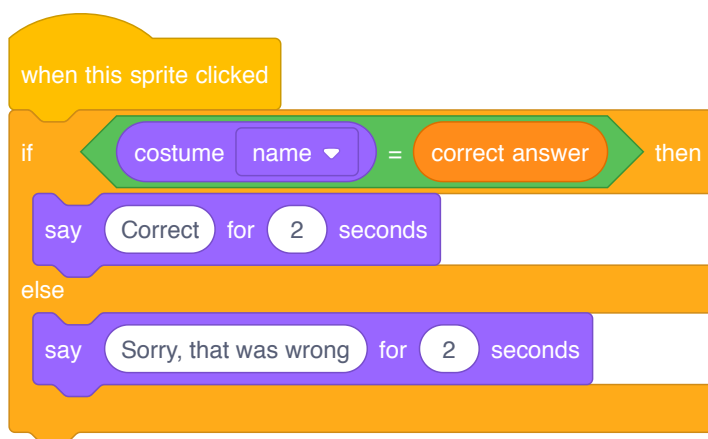 when this sprite clicked
if costume name = correct answer then
say Correct for 2 seconds
else
say Sorry, that was wrong for 2 seconds